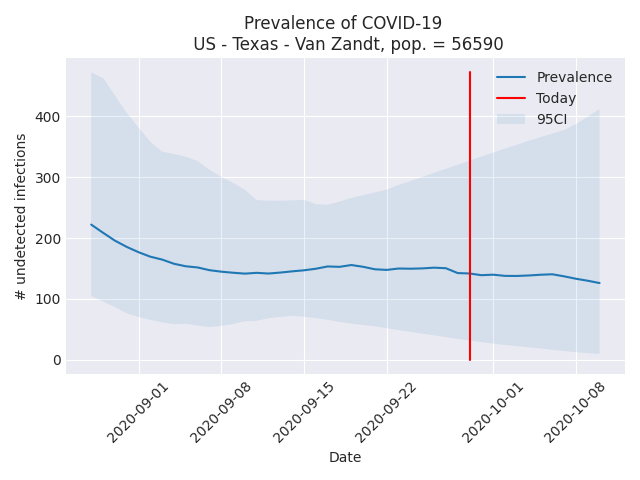 Prevalence of COVID-19
US - Texas - Van Zandt, pop. = 56590
Prevalence
Today
95CI
# undetected infections
400
300
200
100
0
2020-09-01
2020-09-08
2020-09-15
2020-09-22
2020-10-01
2020-10-08
Date